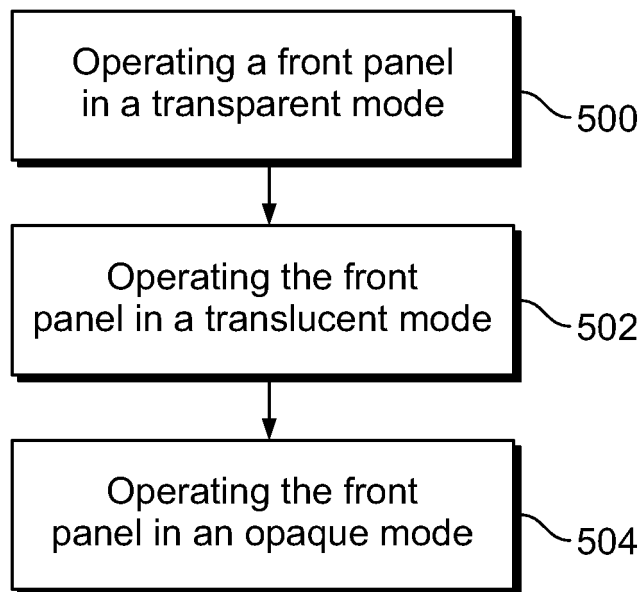 Operating a front panel
in a transparent mode
500
Operating the front
panel in a translucent mode
502
Operating the front
panel in an opaque mode
504